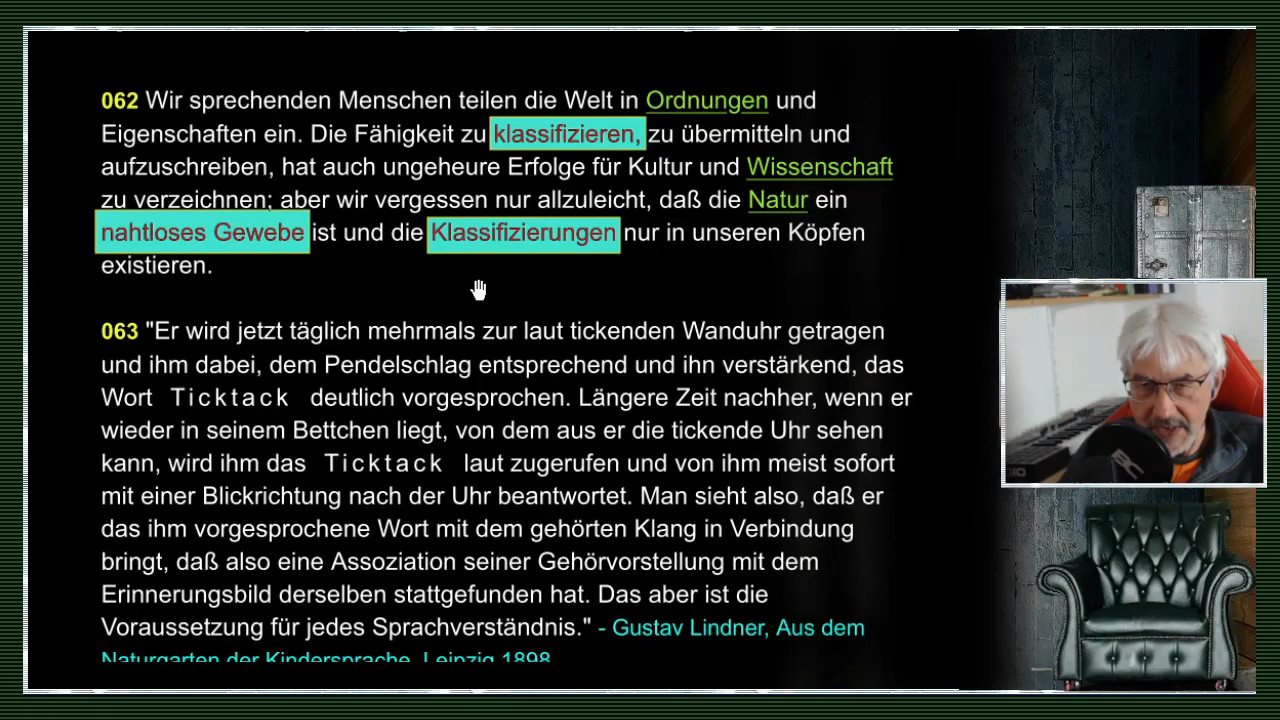 062 Wir sprechenden Menschen teilen die Welt in Ordnungen und
Eigenschaften ein. Die Fähigkeit zu klassifizieren, zu übermitteln und
aufzuschreiben, hat auch ungeheure Erfolge für Kultur und Wissenschaft
zu verzeichnen; aber wir vergessen nur allzuleicht, daß die Natur ein
nahtloses Gewebe ist und die Klassifizierungen nur in unseren Köpfen
existieren.
063 "Er wird jetzt täglich mehrmals zur laut tickenden Wanduhr getragen
und ihm dabei, dem Pendelschlag entsprechend und ihn verstärkend, das
Wort Ticktack deutlich vorgesprochen. Längere Zeit nachher, wenn er
wieder in seinem Bettchen liegt, von dem aus er die tickende Uhr sehen
kann, wird ihm das Ticktack laut zugerufen und von ihm meist sofort
mit einer Blickrichtung nach der Uhr beantwortet. Man sieht also, daß er
das ihm vorgesprochene Wort mit dem gehörten Klang in Verbindung
bringt, daß also eine Assoziation seiner Gehörvorstellung mit dem
Erinnerungsbild derselben stattgefunden hat. Das aber ist die
Voraussetzung für jedes Sprachverständnis." - Gustav Lindner, Aus dem
Naturgarten der Kindersprache, Leipzig 1898